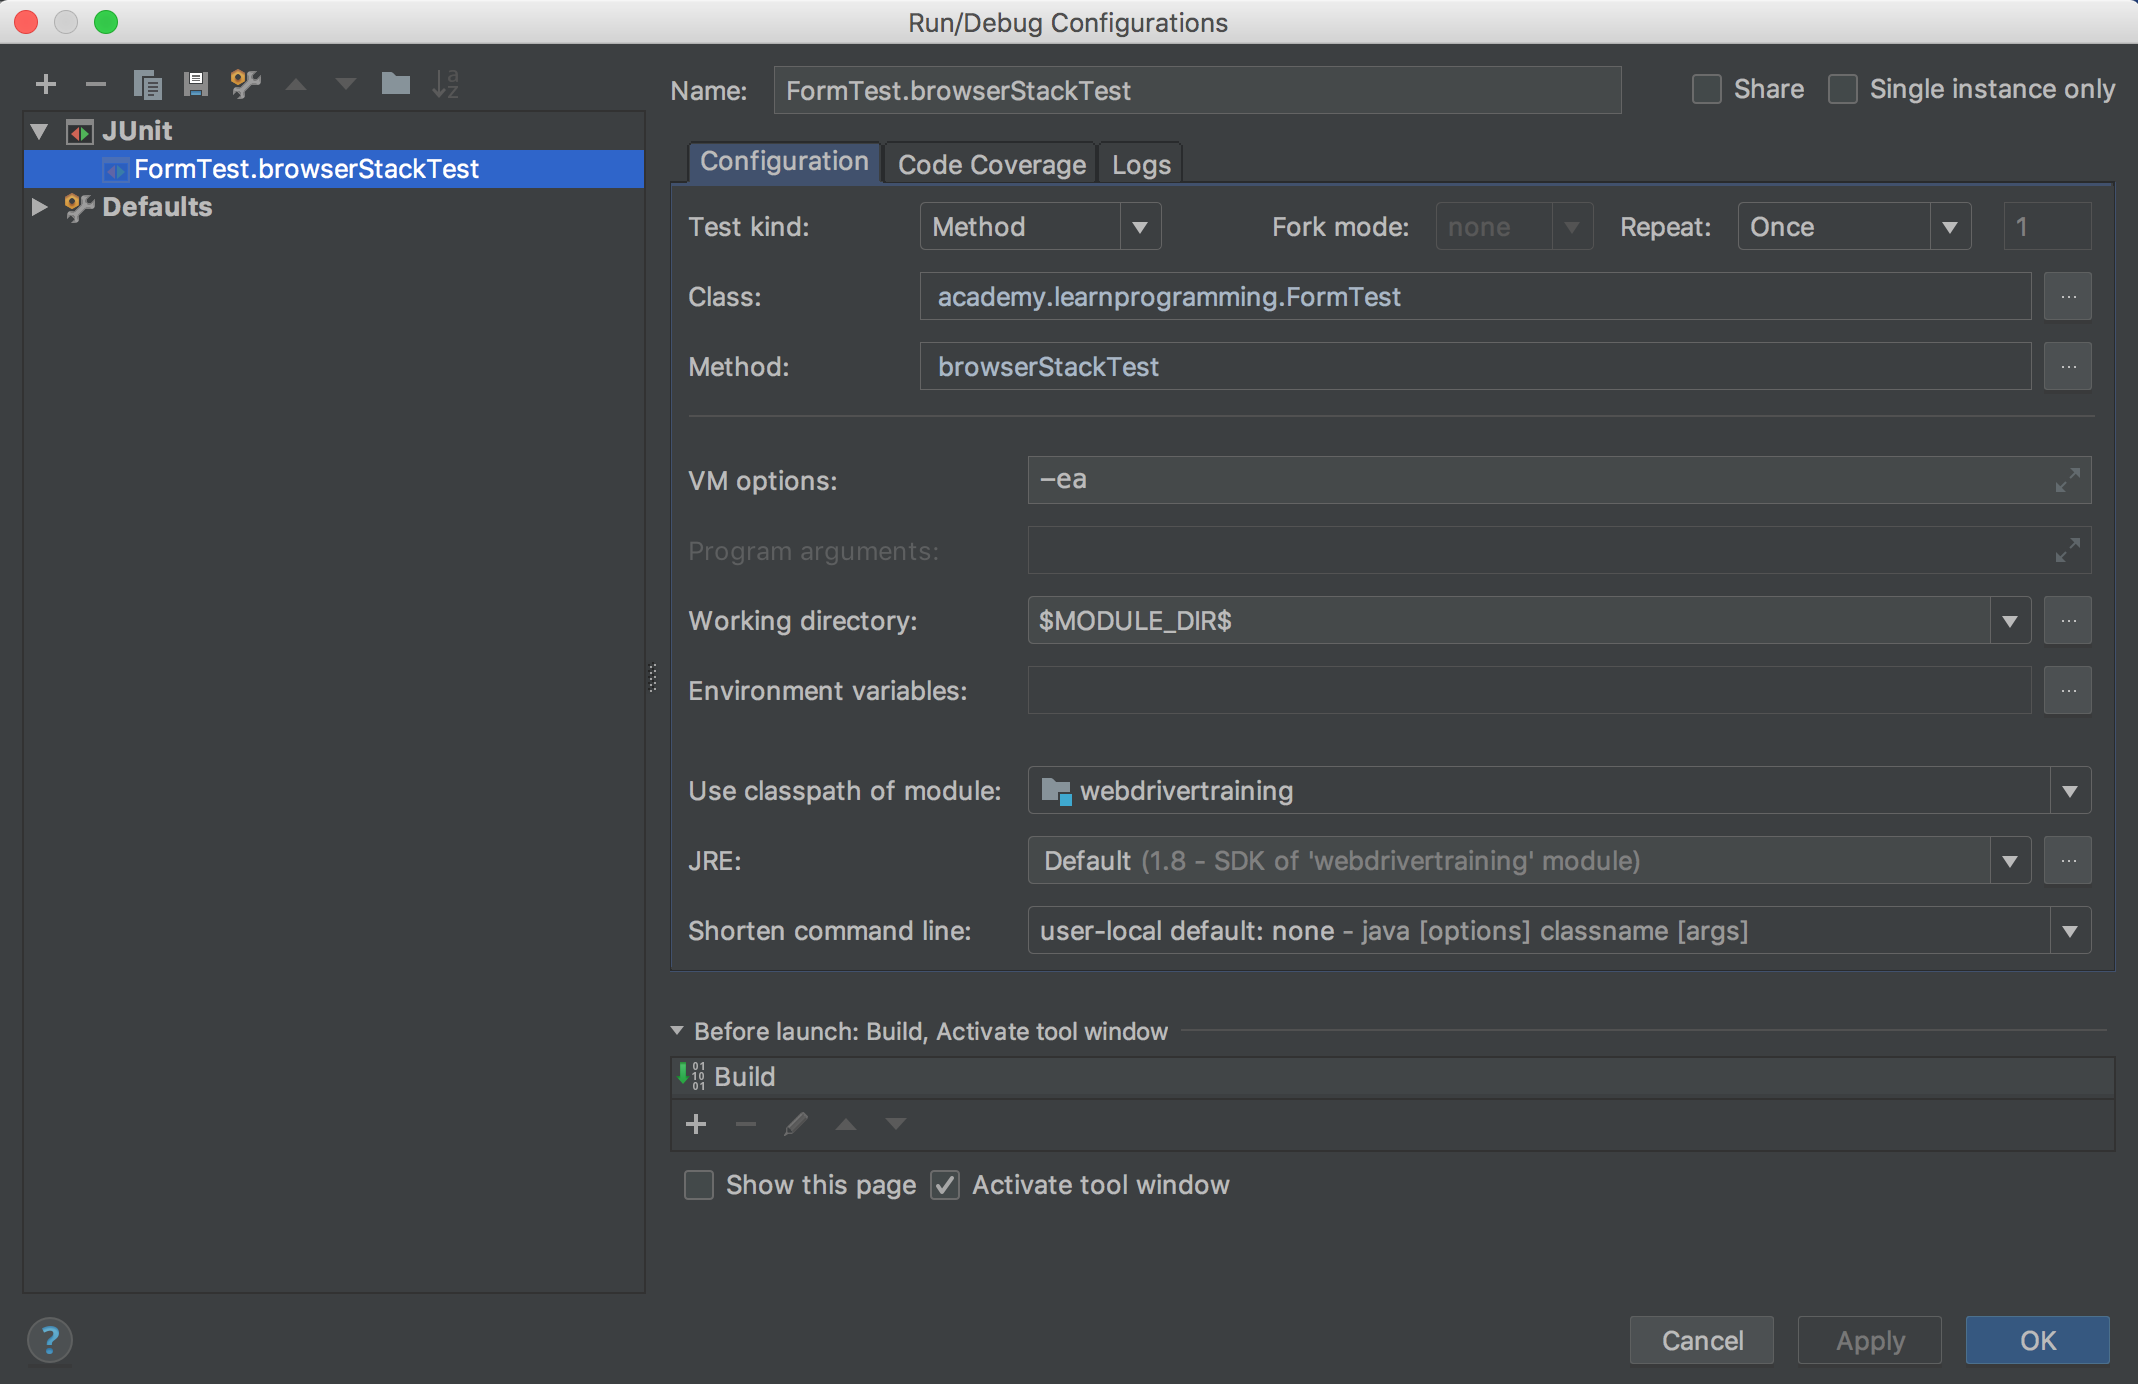 Run/Debug Configurations
Name: FormTest.browserStackTest Share Single instance only
JUnit
FormTest.browserStackTest
Defaults
Configuration Code Coverage Logs
Test kind: Method Fork mode: none Repeat: Once 1
Class: academy.learnprogramming.FormTest ...
Method: browserStackTest ...
VM options: -ea
Program arguments:
Working directory: $MODULE_DIR$ ...
Environment variables: ...
Use classpath of module: webdrivertraining
JRE: Default (1.8 - SDK of 'webdrivertraining' module) ...
Shorten command line: user-local default: none - java [options] classname [args]
Before launch: Build, Activate tool window
Build
Show this page Activate tool window
? Cancel Apply OK